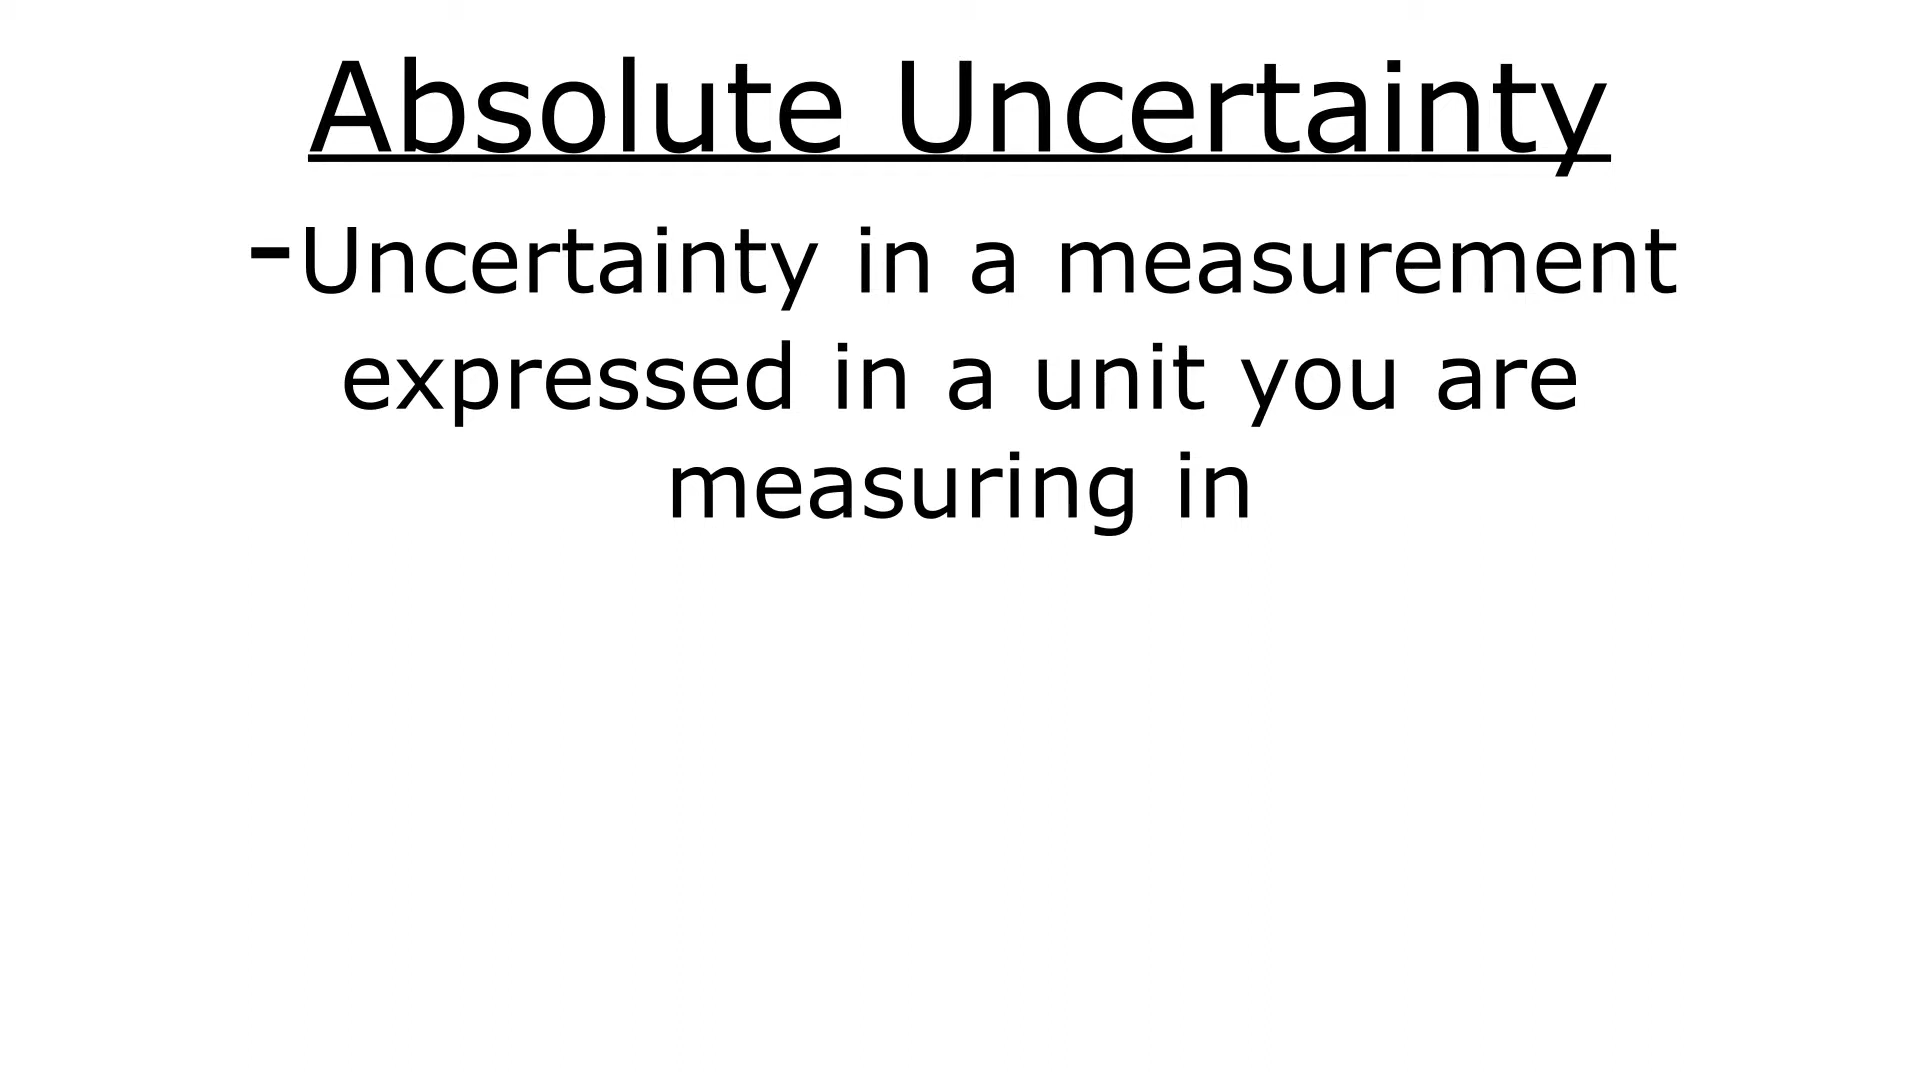 Absolute Uncertainty
-Uncertainty in a measurement
expressed in a unit you are
measuring in